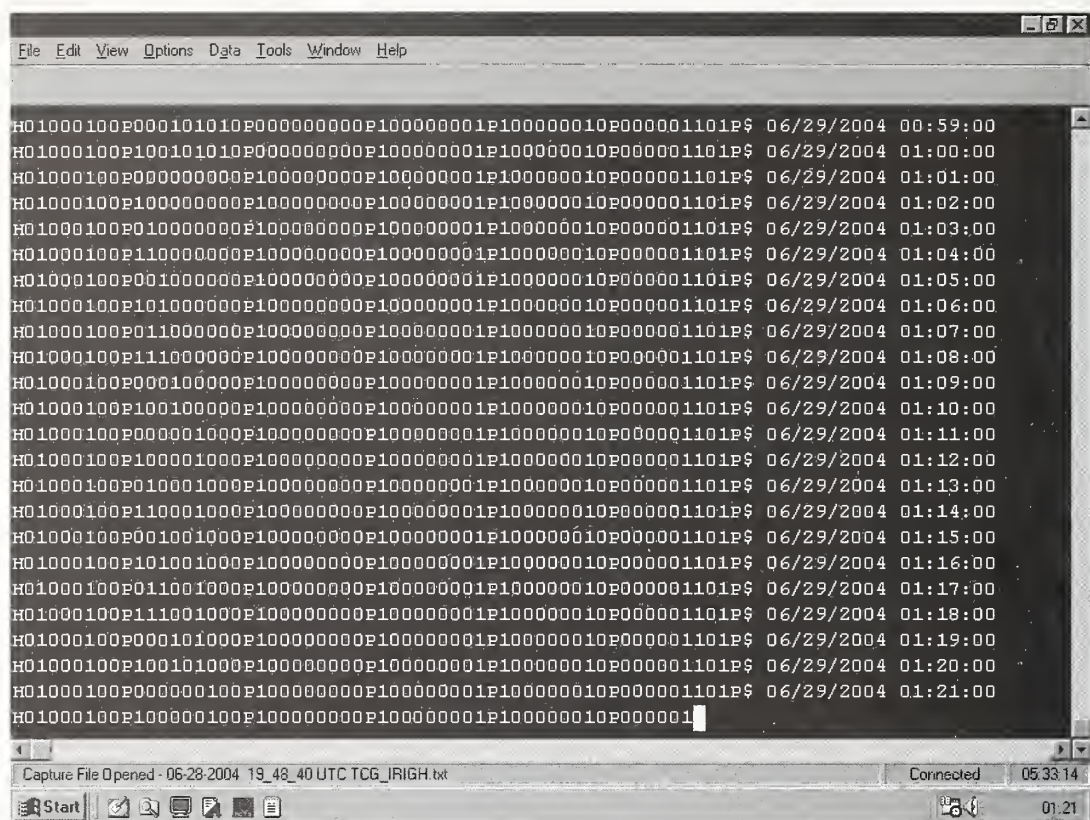 File Edit View Options Data Tools Window Help
H01000100P000101010P000000000P100000001P100000010P000001101P$ 06/29/2004 00:59:00
H01000100P100101010P000000000P100000001P100000010P000001101P$ 06/29/2004 01:00:00
H01000100P000000000P100000000P100000001P100000010P000001101P$ 06/29/2004 01:01:00
H01000100P100000000P100000000P100000001P100000010P000001101P$ 06/29/2004 01:02:00
H01000100P010000000P100000000P100000001P100000010P000001101P$ 06/29/2004 01:03:00
H01000100P110000000P100000000P100000001P100000010P000001101P$ 06/29/2004 01:04:00
H01000100P001000000P100000000P100000001P100000010P000001101P$ 06/29/2004 01:05:00
H01000100P101000000P100000000P100000001P100000010P000001101P$ 06/29/2004 01:06:00
H01000100P011000000P100000000P100000001P100000010P000001101P$ 06/29/2004 01:07:00
H01000100P111000000P100000000P100000001P100000010P000001101P$ 06/29/2004 01:08:00
H01000100P000100000P100000000P100000001P100000010P000001101P$ 06/29/2004 01:09:00
H01000100P100100000P100000000P100000001P100000010P000001101P$ 06/29/2004 01:10:00
H01000100P000001000P100000000P100000001P100000010P000001101P$ 06/29/2004 01:11:00
H01000100P100001000P100000000P100000001P100000010P000001101P$ 06/29/2004 01:12:00
H01000100P010001000P100000000P100000001P100000010P000001101P$ 06/29/2004 01:13:00
H01000100P110001000P100000000P100000001P100000010P000001101P$ 06/29/2004 01:14:00
H01000100P001001000P100000000P100000001P100000010P000001101P$ 06/29/2004 01:15:00
H01000100P101001000P100000000P100000001P100000010P000001101P$ 06/29/2004 01:16:00
H01000100P011001000P100000000P100000001P100000010P000001101P$ 06/29/2004 01:17:00
H01000100P111001000P100000000P100000001P100000010P000001101P$ 06/29/2004 01:18:00
H01000100P000101000P100000000P100000001P100000010P000001101P$ 06/29/2004 01:19:00
H01000100P100101000P100000000P100000001P100000010P000001101P$ 06/29/2004 01:20:00
H01000100P000000100P100000000P100000001P100000010P000001101P$ 06/29/2004 01:21:00
H01000100P100000100P100000000P100000001P100000010P000001
Capture File Opened - 06-28-2004 19_48_40 UTC TCG_IRIGH.txt Connected 05:33:14
Start 01:21